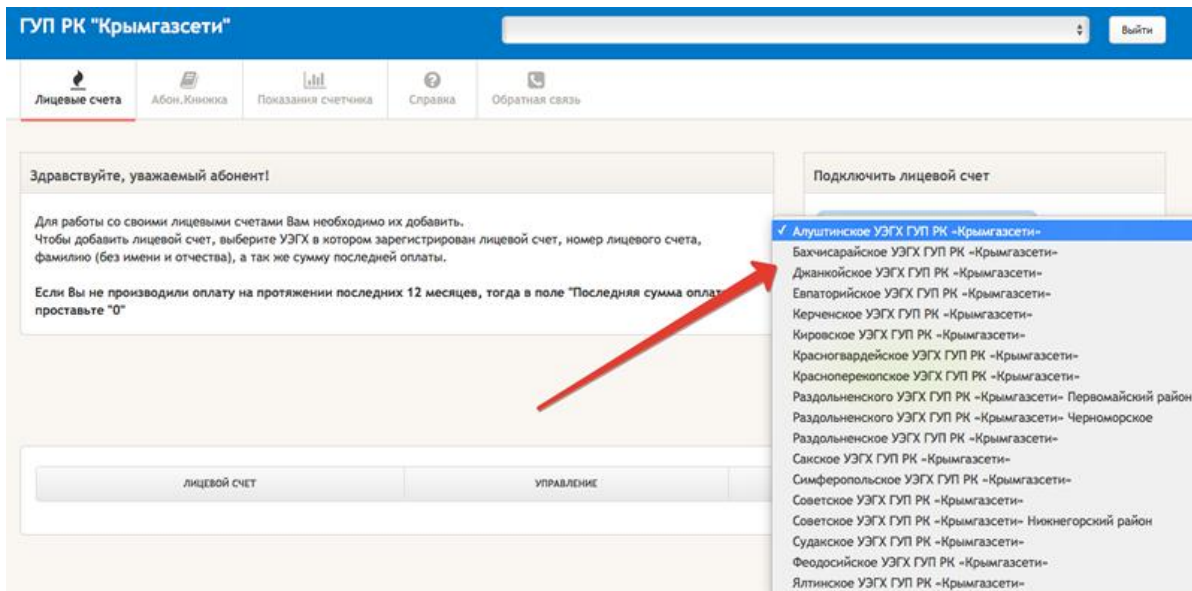 ГУП РК "Крымгазсети"
Выйти
Лицевые счета
Абон.Книжка
Показания счетчика
Справка
Обратная связь
Здравствуйте, уважаемый абонент!
Для работы со своими лицевыми счетами Вам необходимо их добавить.
Чтобы добавить лицевой счет, выберите УЭГХ в котором зарегистрирован лицевой счет, номер лицевого счета,
фамилию (без имени и отчества), а так же сумму последней оплаты.
Если Вы не производили оплату на протяжении последних 12 месяцев, тогда в поле "Последняя сумма
проставьте "0"
Подключить лицевой счет
✓ Алуштинское УЭГХ ГУП РК «Крымгазсети»
Бахчисарайское УЭГХ ГУП РК «Крымгазсети»
Джанкойское УЭГХ ГУП РК «Крымгазсети»
Евпаторийское УЭГХ ГУП РК «Крымгазсети»
Керченское УЭГХ ГУП РК «Крымгазсети»
Кировское УЭГХ ГУП РК «Крымгазсети»
Красногвардейское УЭГХ ГУП РК «Крымгазсети»
Красноперекопское УЭГХ ГУП РК «Крымгазсети»
Раздольненского УЭГХ ГУП РК «Крымгазсети» Первомайский район
Раздольненского УЭГХ ГУП РК «Крымгазсети» Черноморское
Раздольненское УЭГХ ГУП РК «Крымгазсети»
Сакское УЭГХ ГУП РК «Крымгазсети»
Симферопольское УЭГХ ГУП РК «Крымгазсети»
Советское УЭГХ ГУП РК «Крымгазсети»
Советское УЭГХ ГУП РК «Крымгазсети» Нижнегорский район
Судакское УЭГХ ГУП РК «Крымгазсети»
Феодосийское УЭГХ ГУП РК «Крымгазсети»
Ялтинское УЭГХ ГУП РК «Крымгазсети»
ЛИЦЕВОЙ СЧЕТ
УПРАВЛЕНИЕ